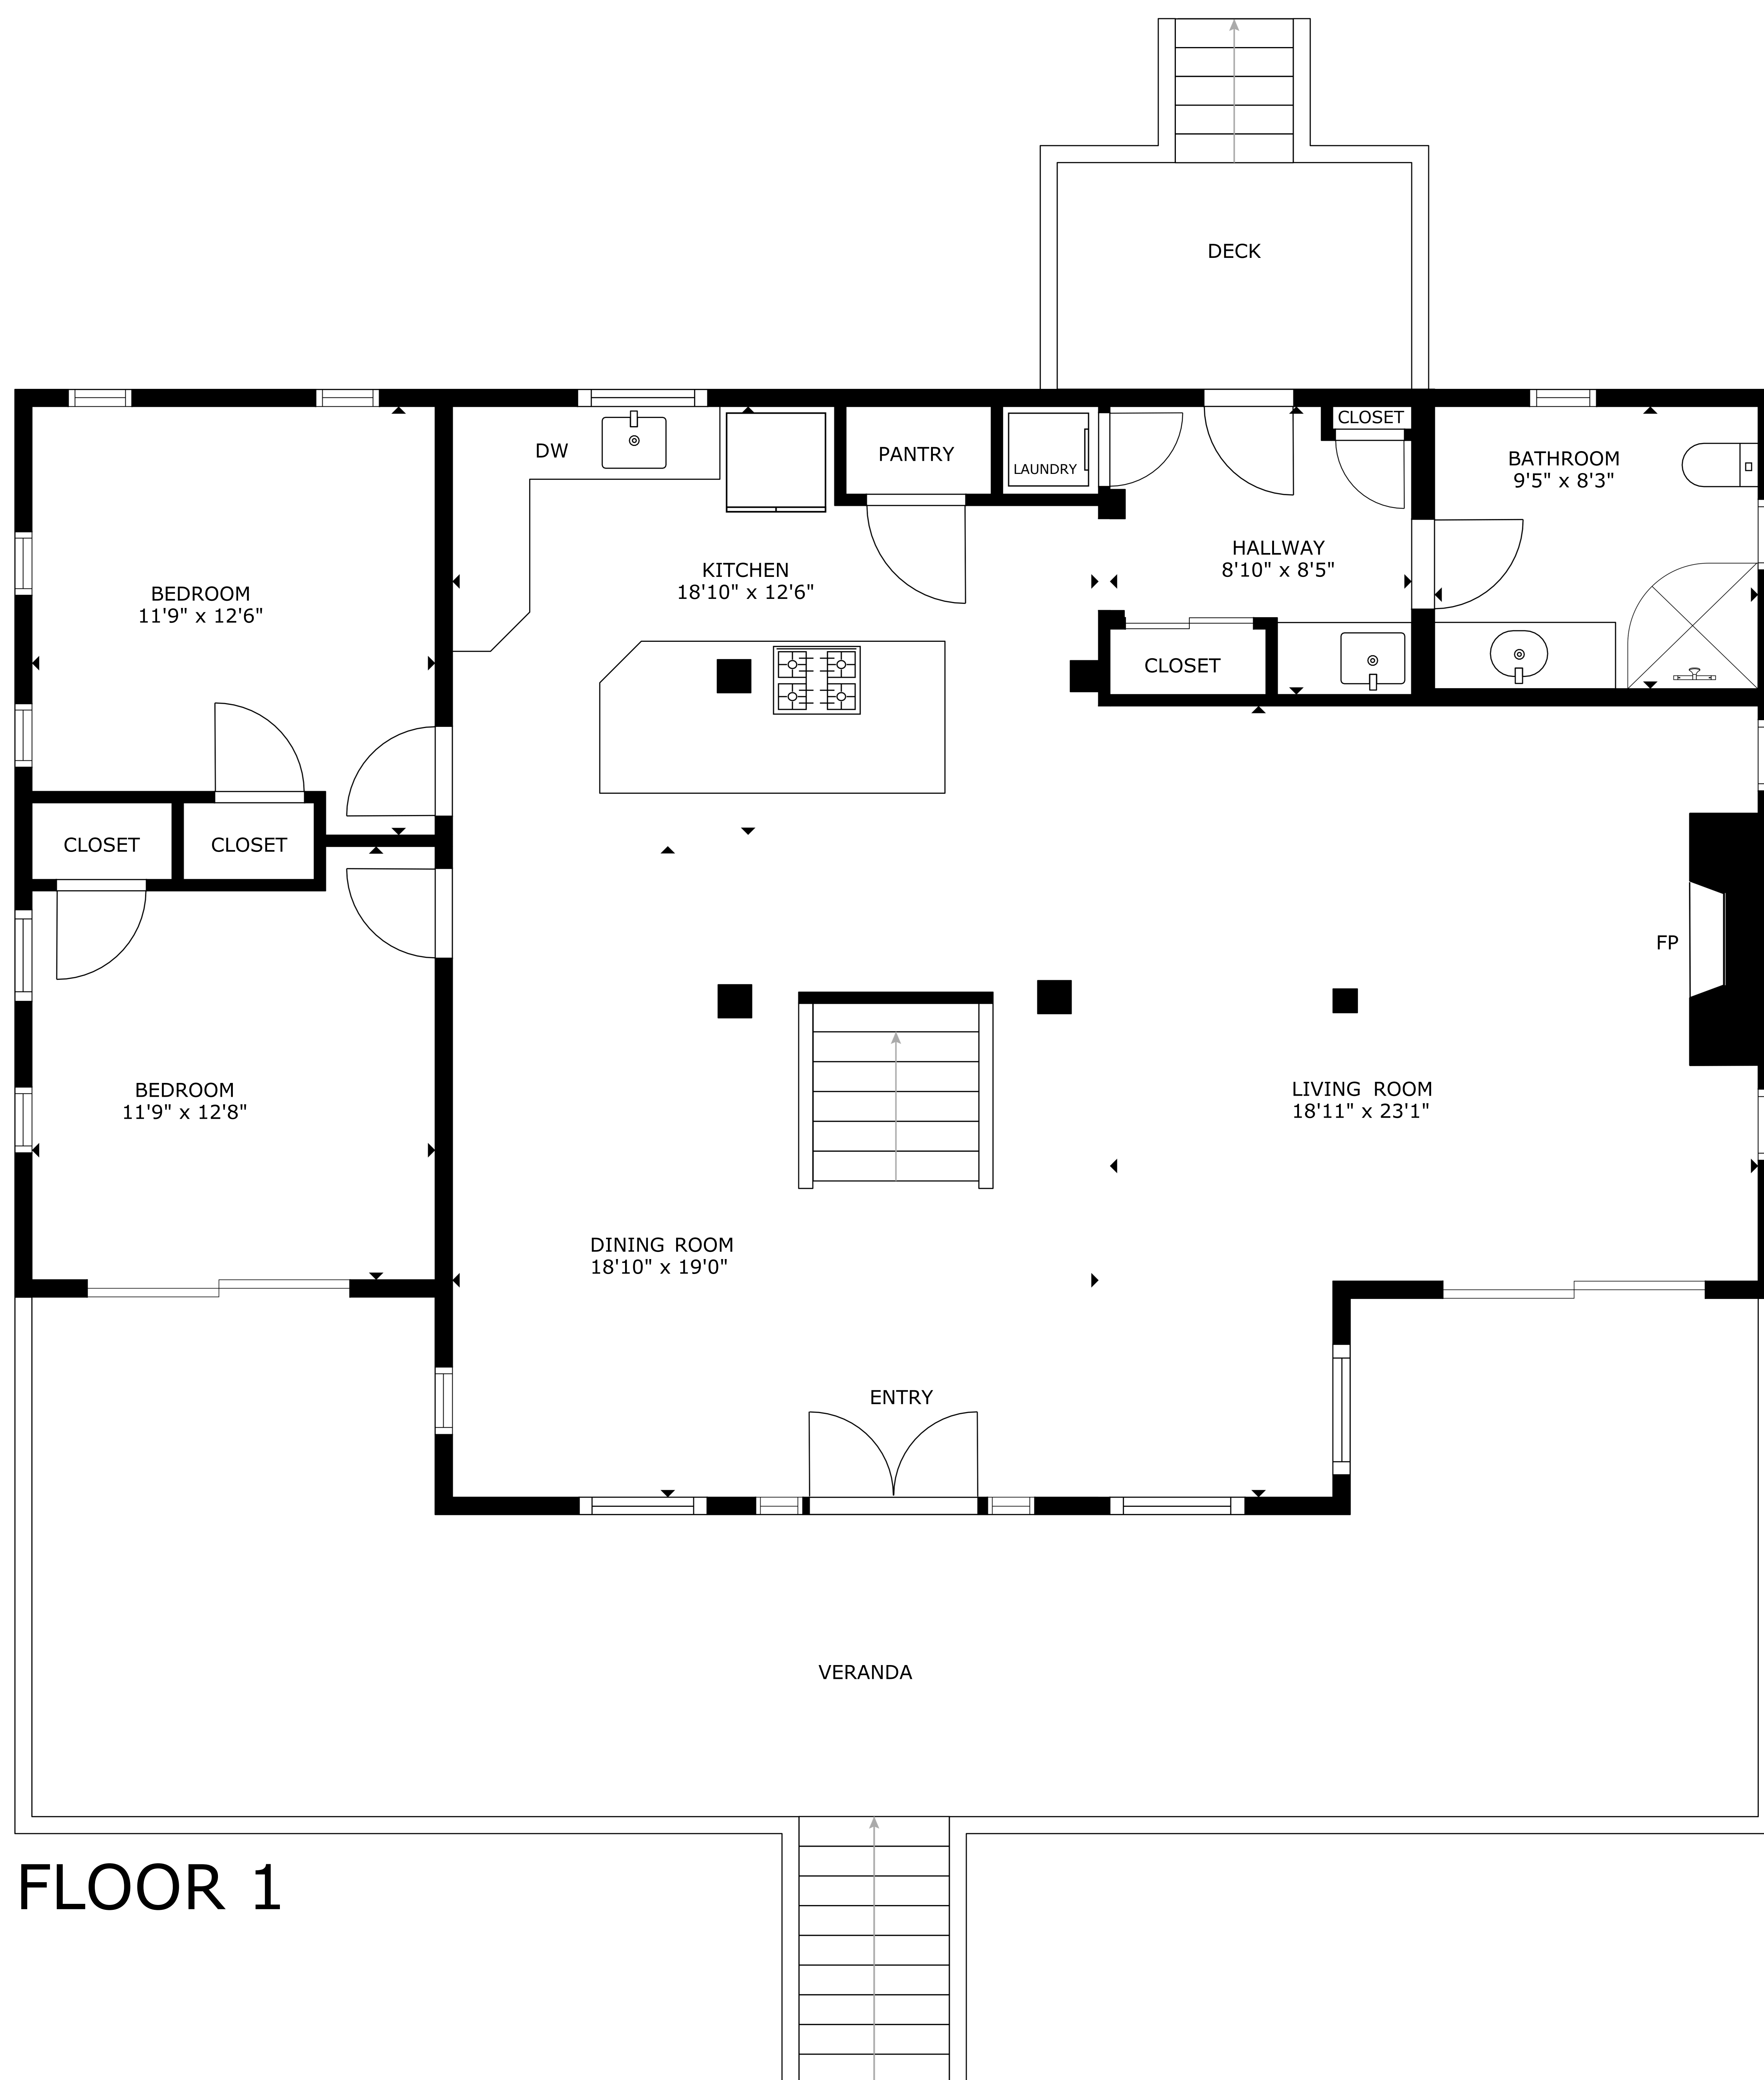 DECK
CLOSET
DW
PANTRY
LAUNDRY
BATHROOM
9'5" x 8'3"
HALLWAY
8'10" x 8'5"
KITCHEN
18'10" x 12'6"
BEDROOM
11'9" x 12'6"
CLOSET
CLOSET
CLOSET
FP
BEDROOM
11'9" x 12'8"
LIVING ROOM
18'11" x 23'1"
DINING ROOM
18'10" x 19'0"
ENTRY
VERANDA
FLOOR 1